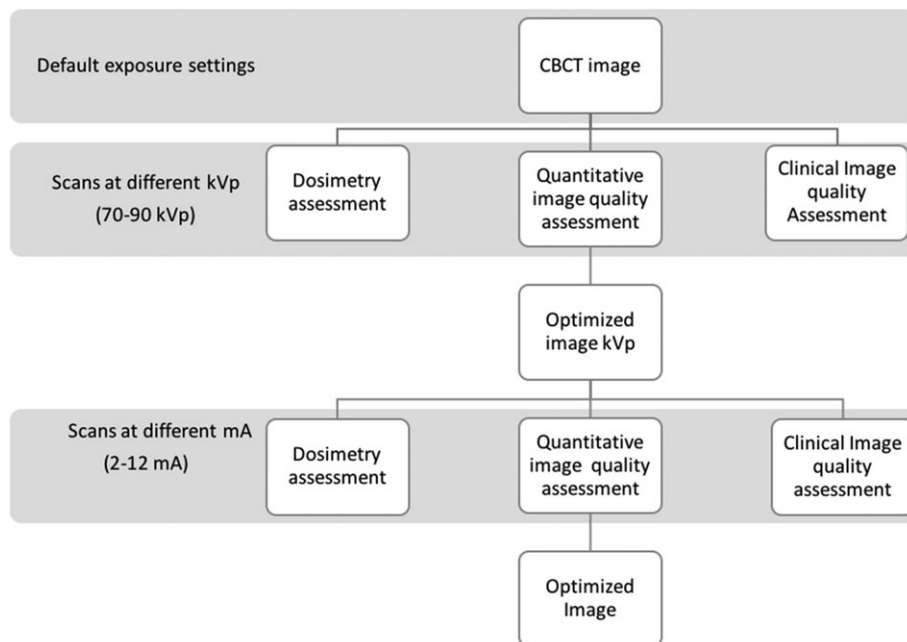 Default exposure settings
CBCT image
Scans at different kVp
(70-90 kVp)
Dosimetry
assessment
Quantitative
image quality
assessment
Clinical Image
quality
Assessment
Optimized
image kVp
Scans at different mA
(2-12 mA)
Dosimetry
assessment
Quantitative
image quality
assessment
Clinical Image
quality
assessment
Optimized
Image